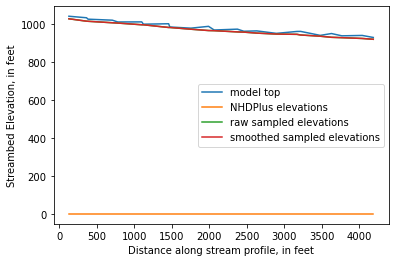 1000
800
600
400
200
0
Streambed Elevation, in feet
model top
NHDPlus elevations
raw sampled elevations
smoothed sampled elevations
0 500 1000 1500 2000 2500 3000 3500 4000
Distance along stream profile, in feet